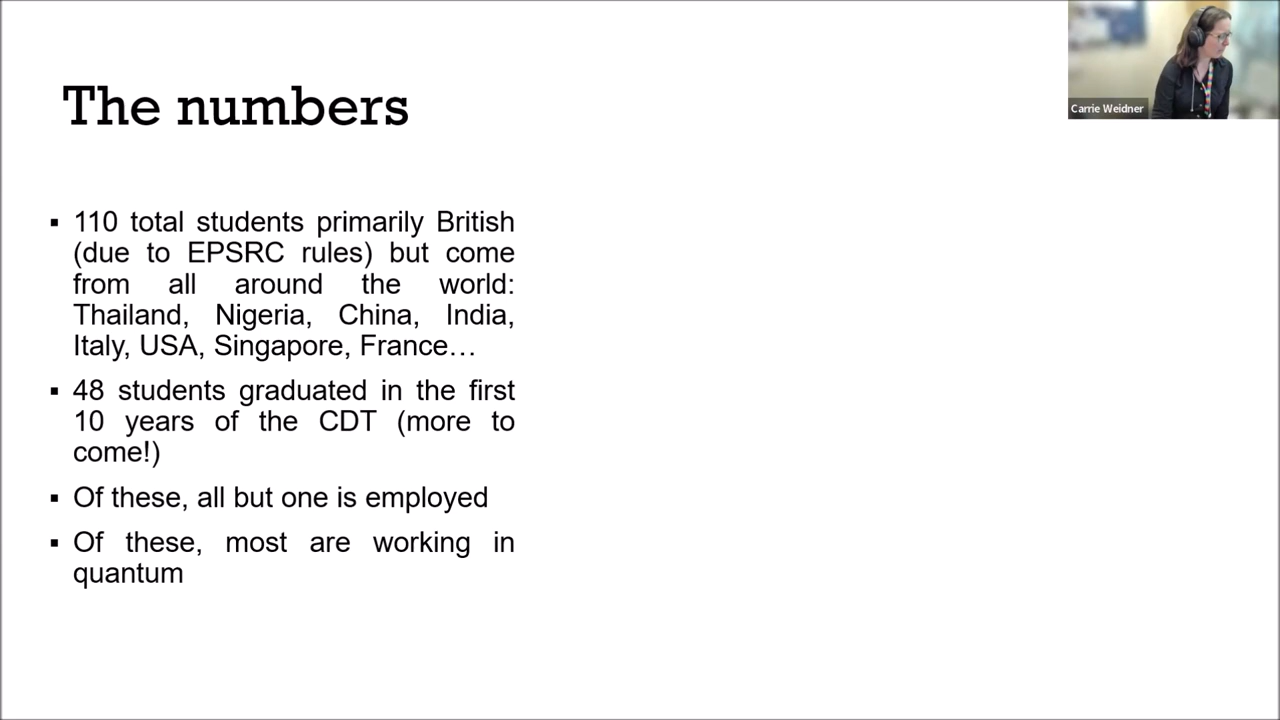 The numbers
Carrie Weidner
▪ 110 total students primarily British
(due to EPSRC rules) but come
from all around the world:
Thailand, Nigeria, China, India,
Italy, USA, Singapore, France…
▪ 48 students graduated in the first
10 years of the CDT (more to
come!)
▪ Of these, all but one is employed
▪ Of these, most are working in
quantum